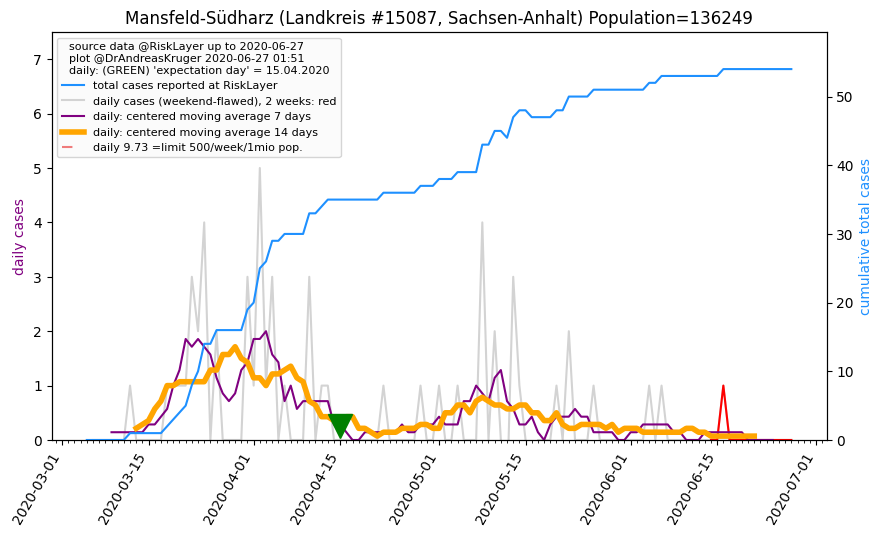 Mansfeld-Südharz (Landkreis #15087, Sachsen-Anhalt) Population=136249
source data @RiskLayer up to 2020-06-27
plot @DrAndreasKruger 2020-06-27 01:51
daily: (GREEN) 'expectation day' = 15.04.2020
total cases reported at RiskLayer
daily cases (weekend-flawed), 2 weeks: red
daily: centered moving average 7 days
daily: centered moving average 14 days
daily 9.73 =limit 500/week/1mio pop.
daily cases
7
6
5
4
3
2
1
0
cumulative total cases
50
40
30
20
10
0
2020-03-01
2020-03-15
2020-04-01
2020-04-15
2020-05-01
2020-05-15
2020-06-01
2020-06-15
2020-07-01